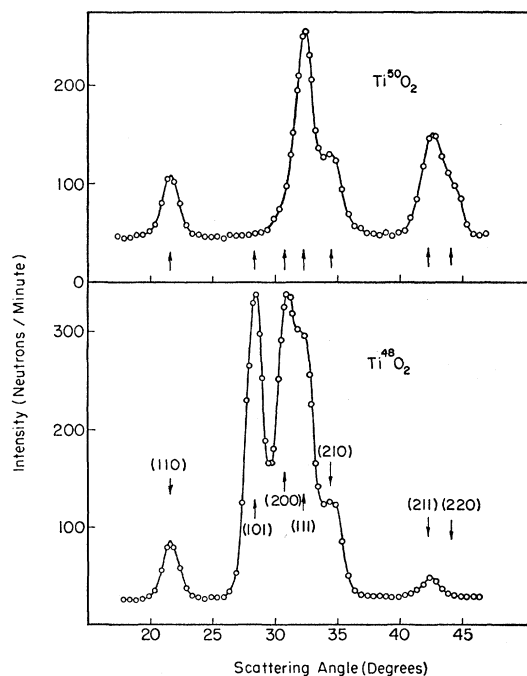 200
Ti⁵⁰O₂
100
0
Intensity (Neutrons / Minute)
300
Ti⁴⁸O₂
200
(110)
(210)
(200)
(211) (220)
(101)
(111)
100
20 25 30 35 40 45
Scattering Angle (Degrees)